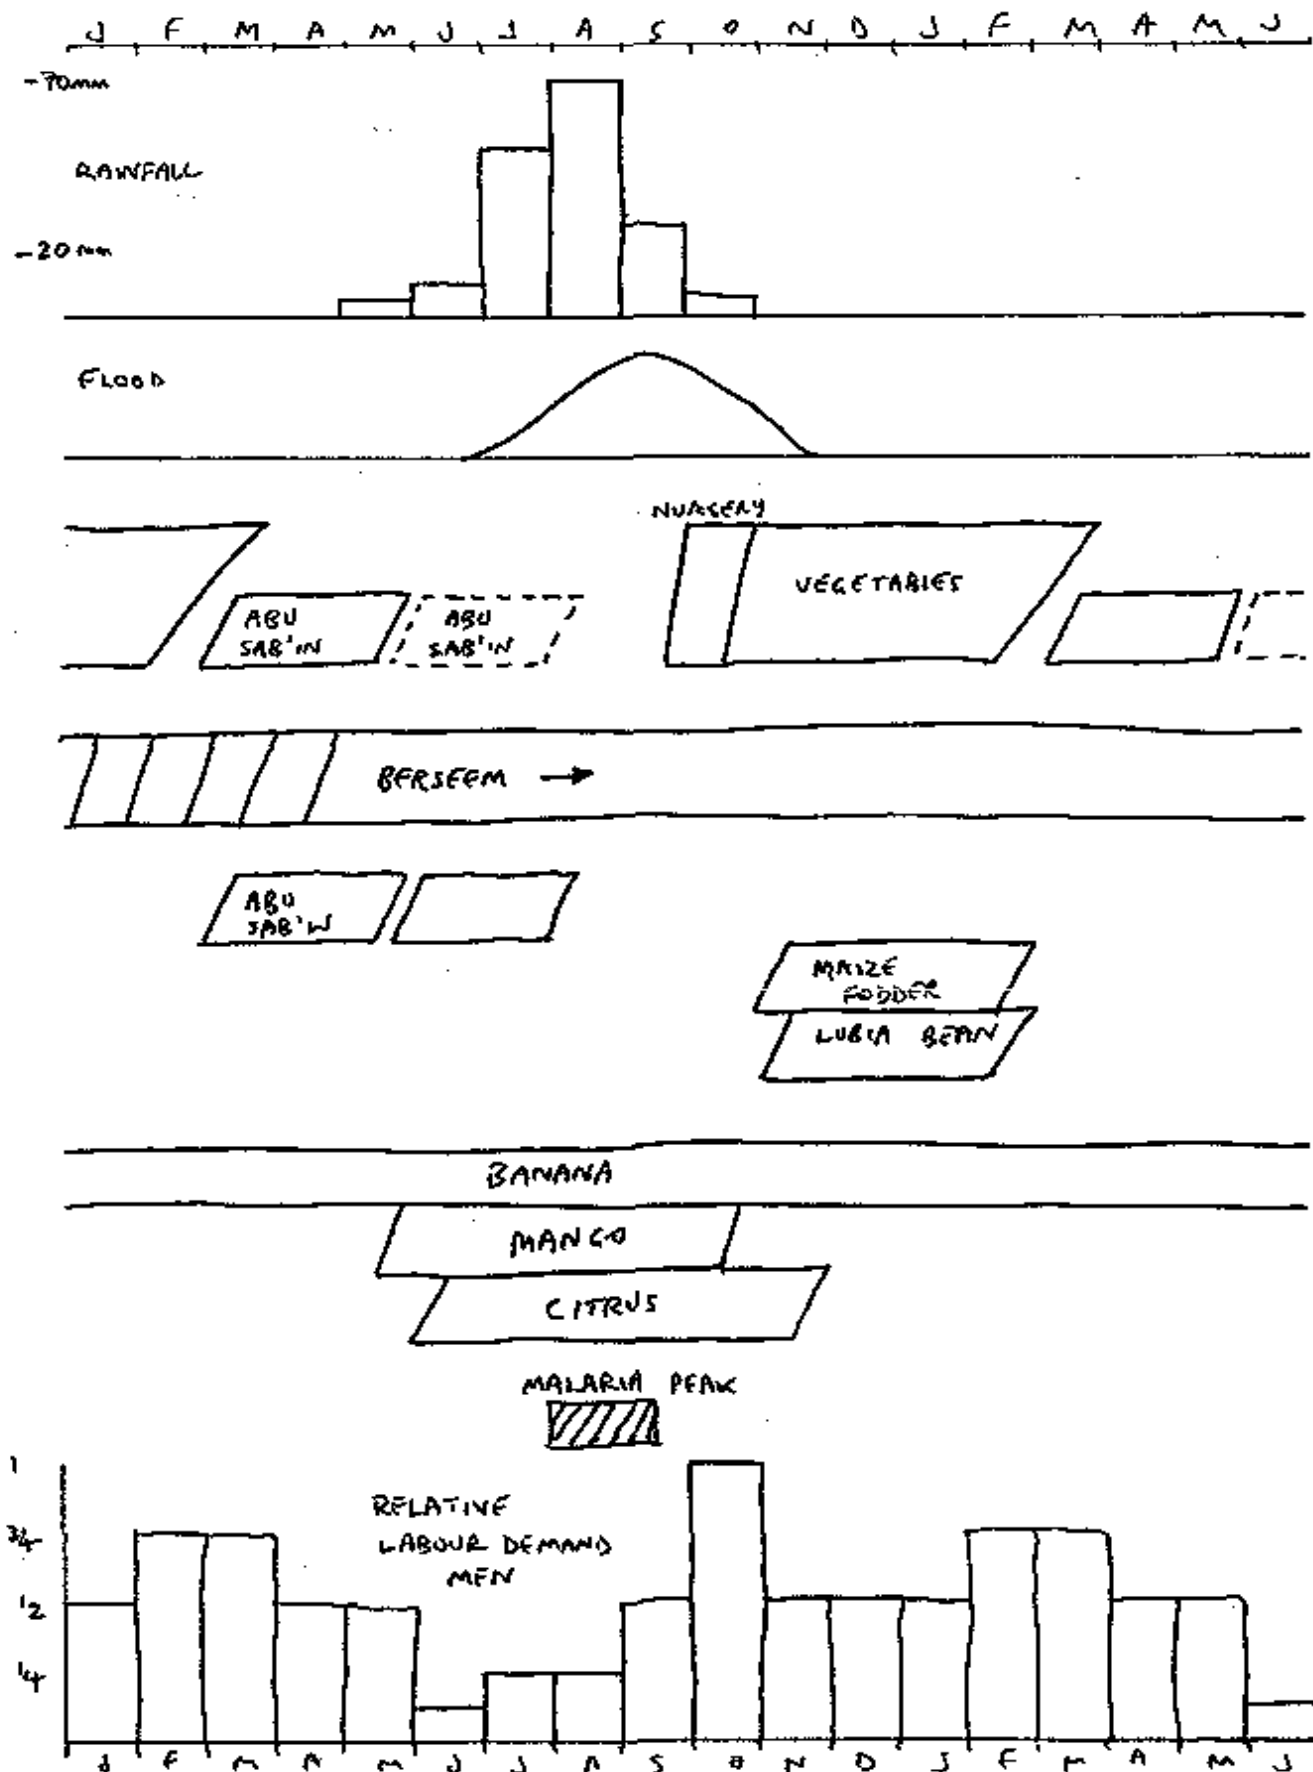 J F M A M J J A S O N D J F M A M J
-70mm
RAINFALL
-20mm
FLOOD
NURSERY
VEGETABLES
ABU
SAB'IN
ABU
SAB'IN
BERSEEM →
ABU
SAB'IN
MAIZE
FODDER
LUBIA BEAN
BANANA
MANGO
CITRUS
MALARIA PEAK
1
RELATIVE
3/4
LABOUR DEMAND
MEN
1/2
1/4
J F M A M J J A S O N D J F M A M J